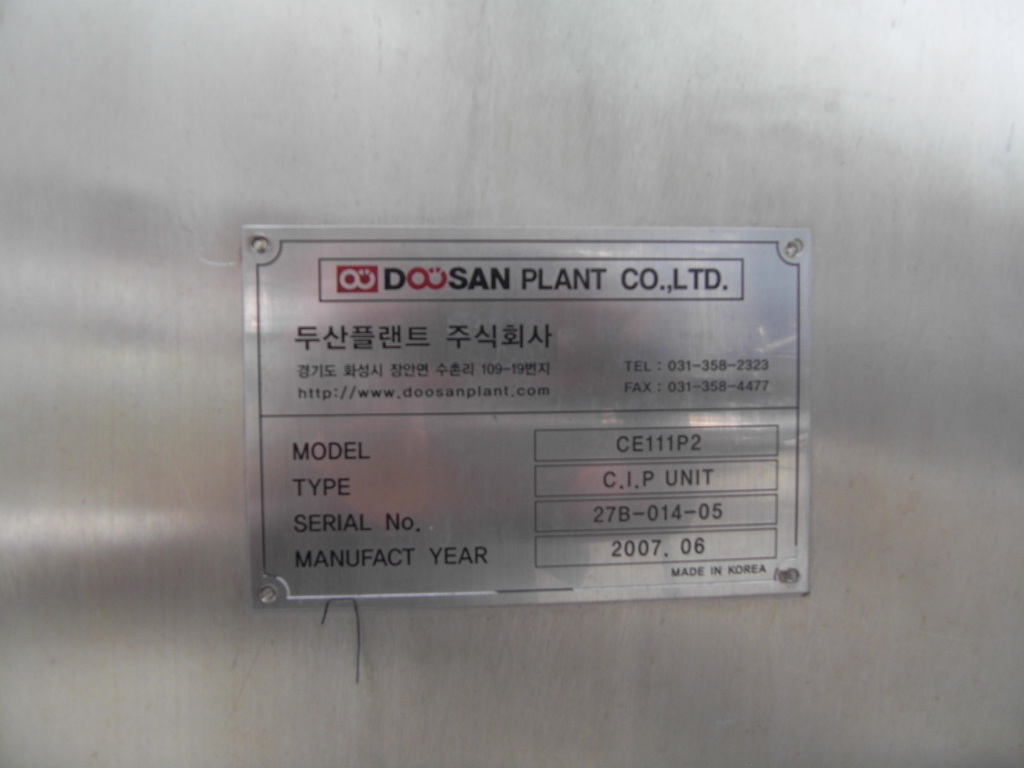 DOOSAN PLANT CO.,LTD.
두산플랜트 주식회사
경기도 화성시 장안면 수촌리 109-19번지
TEL : 031-358-2323
http://www.doosanplant.com
FAX : 031-358-4477
MODEL CE111P2
TYPE C.I.P UNIT
SERIAL No. 27B-014-05
MANUFACT YEAR 2007. 06
MADE IN KOREA